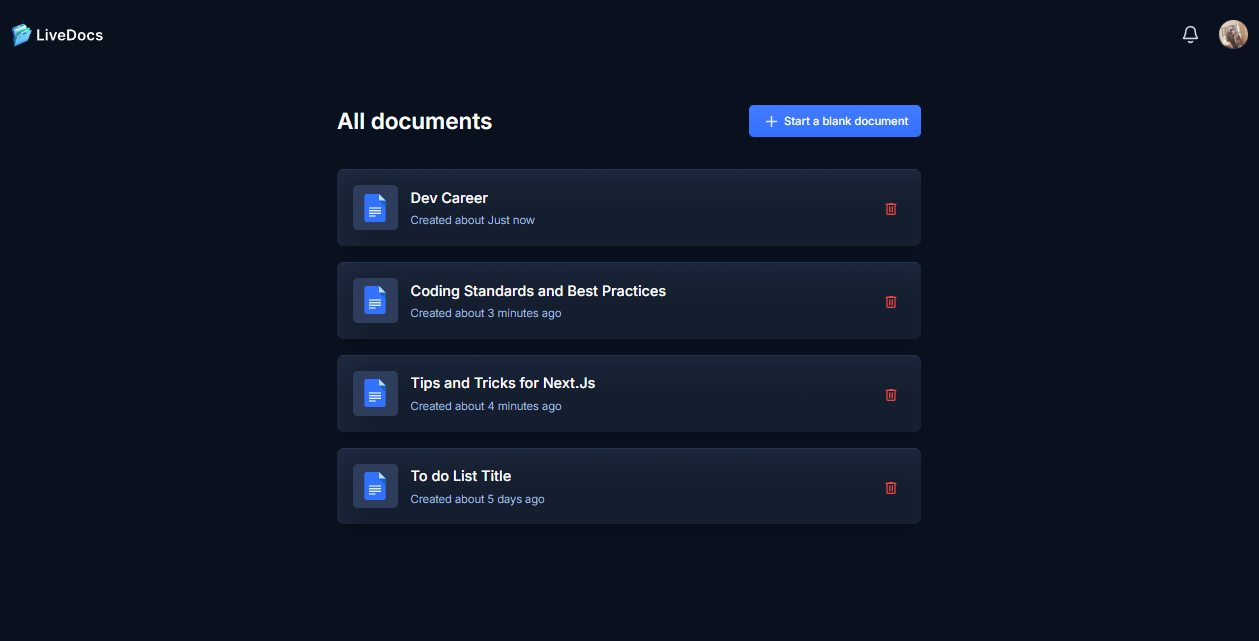 LiveDocs
All documents
Start a blank document
Dev Career
Created about Just now
Coding Standards and Best Practices
Created about 3 minutes ago
Tips and Tricks for Next.Js
Created about 4 minutes ago
To do List Title
Created about 5 days ago